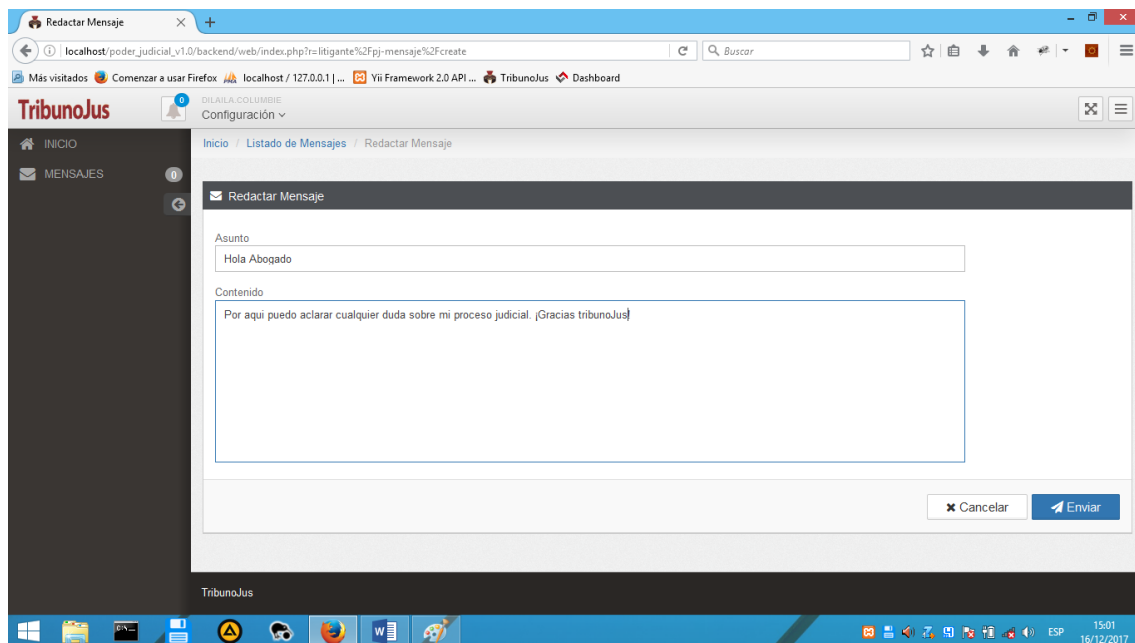 Redactar Mensaje
localhost/poder_judicial_v1.0/backend/web/index.php?r=litigante%2Fpj-mensaje%2Fcreate
Buscar
Más visitados Comenzar a usar Firefox localhost / 127.0.0.1 | ... Yii Framework 2.0 API ... TribunoJus Dashboard
TribunoJus
0
DILAILA.COLUMBIE
Configuración
INICIO
MENSAJES 0
Inicio / Listado de Mensajes / Redactar Mensaje
Redactar Mensaje
Asunto
Hola Abogado
Contenido
Por aqui puedo aclarar cualquier duda sobre mi proceso judicial. ¡Gracias tribunoJus!
Cancelar
Enviar
TribunoJus
ESP
15:01
16/12/2017